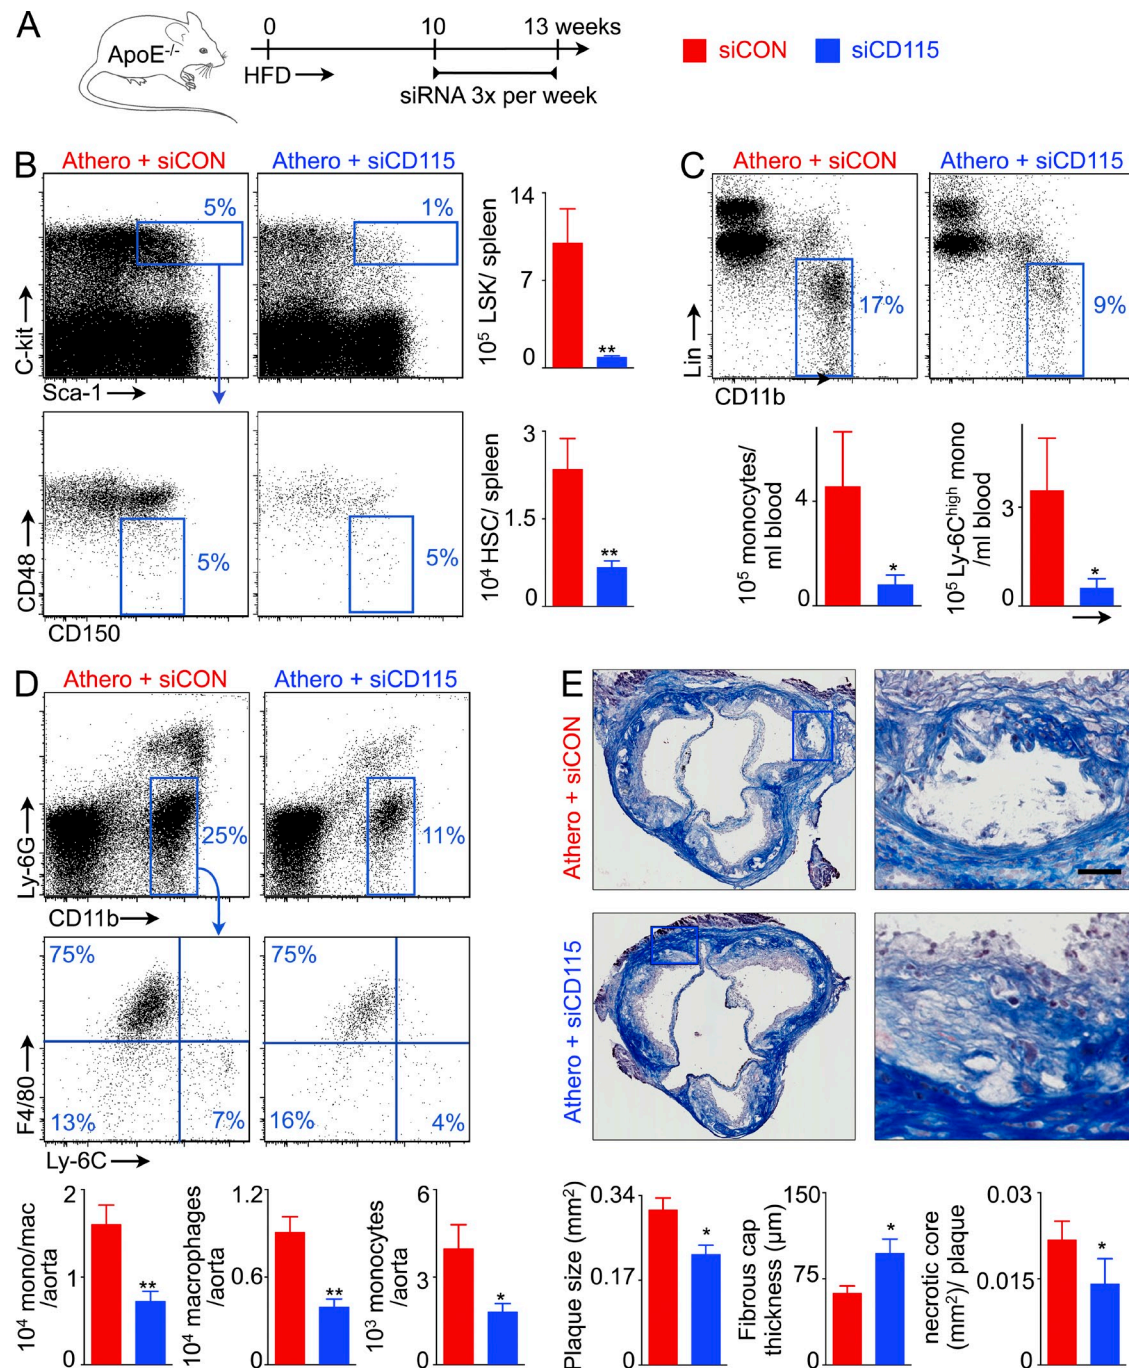 A
ApoE-/-
0
10
13 weeks
HFD
siRNA 3x per week
siCON
siCD115
B
Athero + siCON
Athero + siCD115
5%
1%
C-kit
Sca-1
14
7
0
10⁵ LSK/ spleen
**
5%
5%
CD48
CD150
3
1.5
0
10⁴ HSC/ spleen
**
C
Athero + siCON
Athero + siCD115
17%
9%
Lin
CD11b
10⁵ monocytes/
ml blood
4
0
*
10⁵ Ly-6Chigh mono
/ml blood
3
0
*
D
Athero + siCON
Athero + siCD115
25%
11%
Ly-6G
CD11b
75%
13%
7%
75%
16%
4%
F4/80
Ly-6C
10⁴ mono/mac
/aorta
2
1
0
**
10⁴ macrophages
/aorta
1.2
0.6
0
**
10³ monocytes
/aorta
6
3
0
*
E
Athero + siCON
Athero + siCD115
Plaque size (mm²)
0.34
0.17
0
*
Fibrous cap
thickness (µm)
150
75
0
*
necrotic core
(mm²)/ plaque
0.03
0.015
0
*